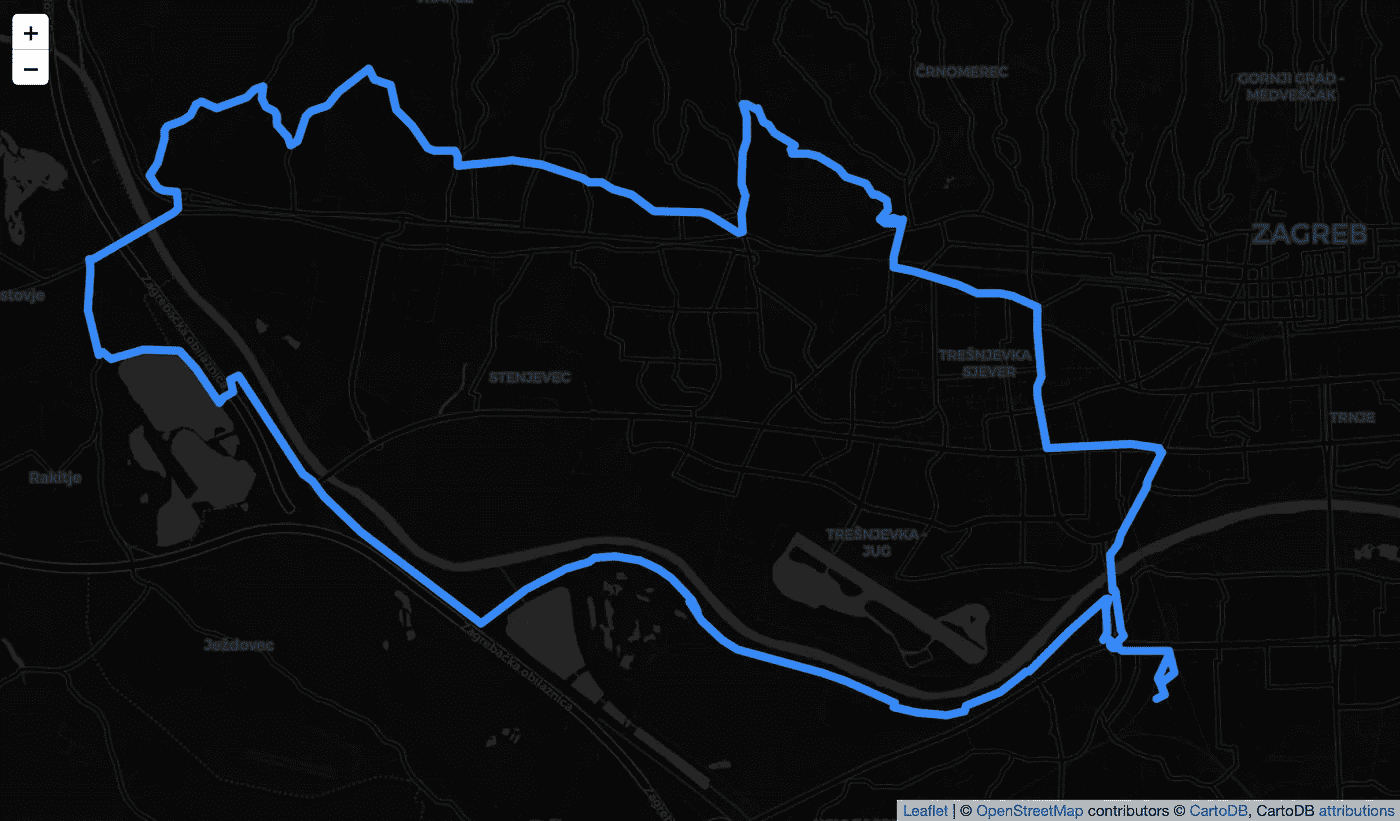 +
−
ČRNOMEREC
GORNJI GRAD -
MEDVEŠČAK
ZAGREB
Zagrebačka obilaznica
stovje
TREŠNJEVKA
SJEVER
STENJEVEC
TRNJE
Rakitje
TREŠNJEVKA -
JUG
Ježdovec
Zagrebačka obilaznica
Leaflet | © OpenStreetMap contributors © CartoDB, CartoDB attributions